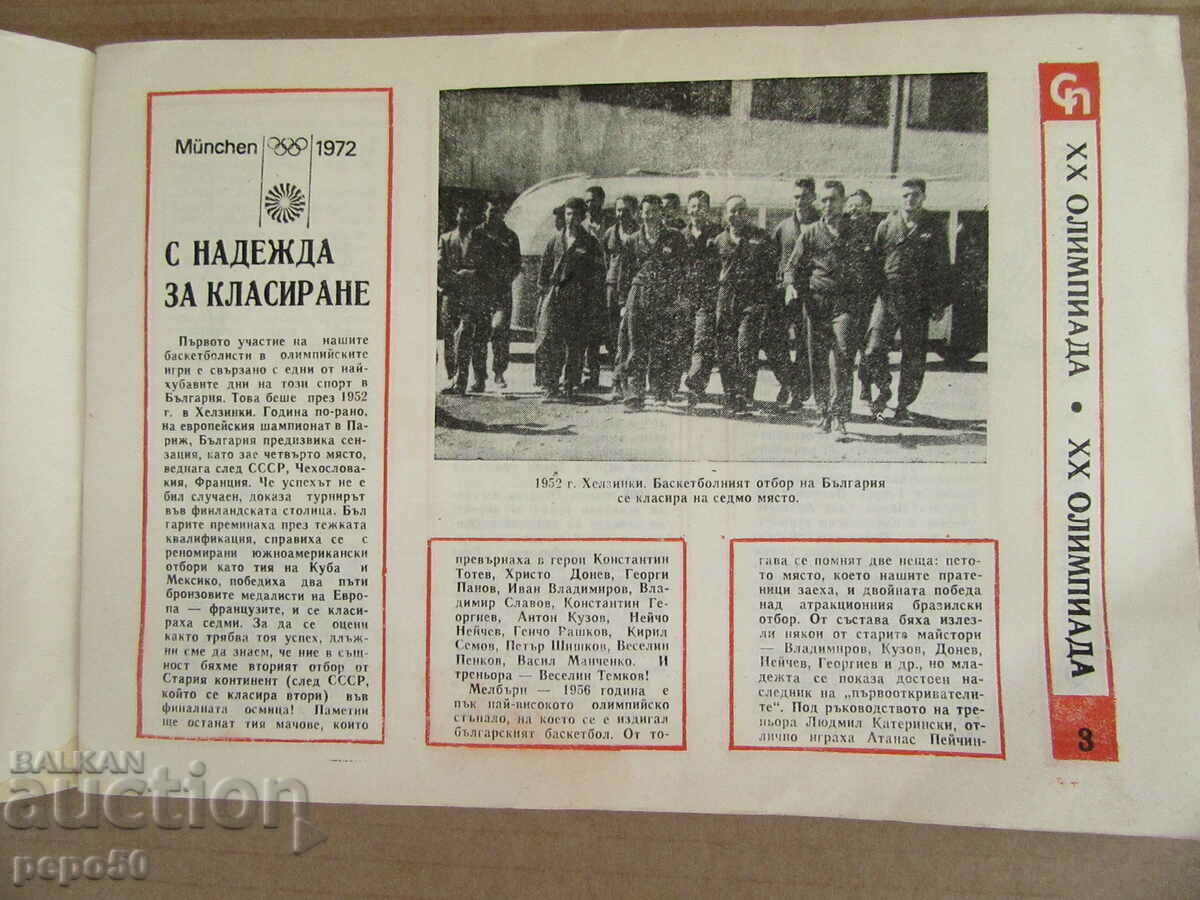 München 1972
С НАДЕЖДА
ЗА КЛАСИРАНЕ
Първото участие на нашите
баскетболисти в олимпийските
игри е свързано с едни от най-
хубавите дни на този спорт в
България. Това беше през 1952
г. в Хелзинки. Година по-рано,
на европейския шампионат в Па-
риж, България предизвика сен-
зация, като зае четвърто място,
веднага след СССР, Чехослова-
кия, Франция. Че успехът не е
бил случаен, доказа турнирът
във финландската столица. Бъл
гарите преминаха през тежката
квалификация, справиха се с
реномирани южноамерикански
отбори като тия на Куба и
Мексико, победиха два пъти
бронзовите медалисти на Евро-
па — французите, и се класи-
раха седми. За да се оцени
както трябва тоя успех, длъж-
ни сме да знаем, че ние в същ-
ност бяхме вторият отбор от
Стария континент (след СССР,
който се класира втори) във
финалната осмица! Паметни
ще останат тия мачове, които
1952 г. Хелзинки. Баскетболният отбор на България
се класира на седмо място.
превърнаха в герои Константин
Тотев, Христо Донев, Георги
Панов, Иван Владимиров, Вла-
димир Славов, Константин Ге-
оргиев, Антон Кузов, Нейчо
Нейчев, Генчо Рашков, Кирил
Семов, Петър Шишков, Веселин
Пенков, Васил Манченко. И
треньора — Веселин Темков!
Мелбърн — 1956 година е
пък най-високото олимпийско
стъпало, на което се е издигал
българският баскетбол. От то-
гава се помнят две неща: пето-
то място, което нашите прате-
ници заеха, и двойната победа
над атракционния бразилски
отбор. От състава бяха излез-
ли някои от старите майстори
— Владимиров, Кузов, Донев,
Нейчев, Георгиев и др., но мла-
дежта се показа достоен на-
следник на „първооткриватели-
те“. Под ръководството на тре-
ньора Людмил Катерински, от-
лично играха Атанас Пейчин-
Сп
XX ОЛИМПИАДА • XX ОЛИМПИАДА
3
BALKAN
auction
pepo50